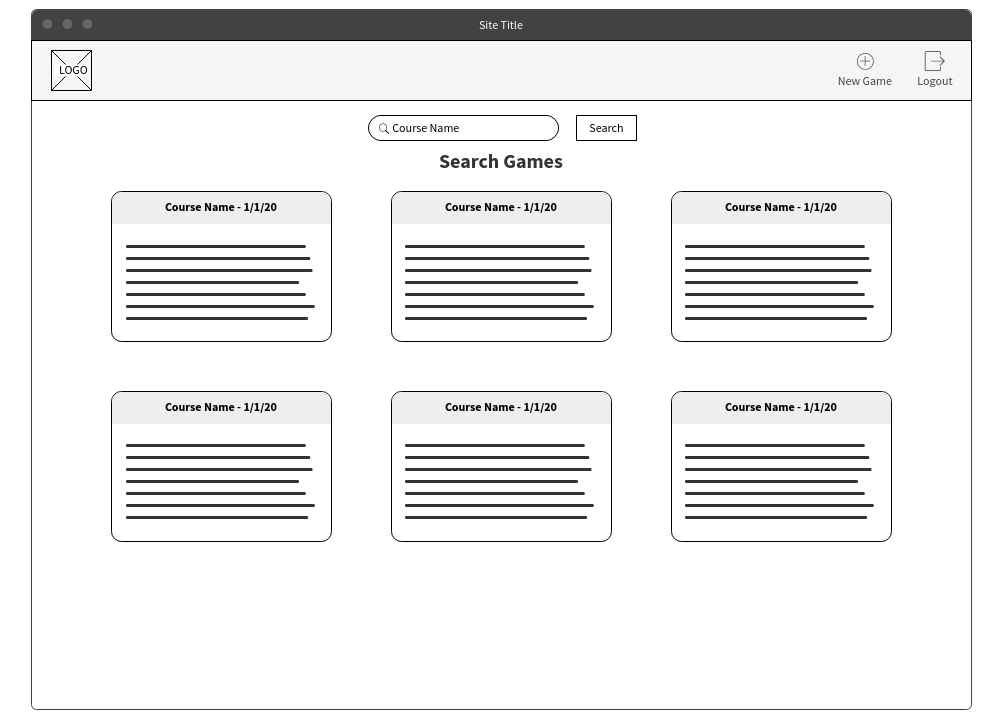 Site Title
LOGO
New Game
Logout
Course Name
Search
Search Games
Course Name - 1/1/20
Course Name - 1/1/20
Course Name - 1/1/20
Course Name - 1/1/20
Course Name - 1/1/20
Course Name - 1/1/20